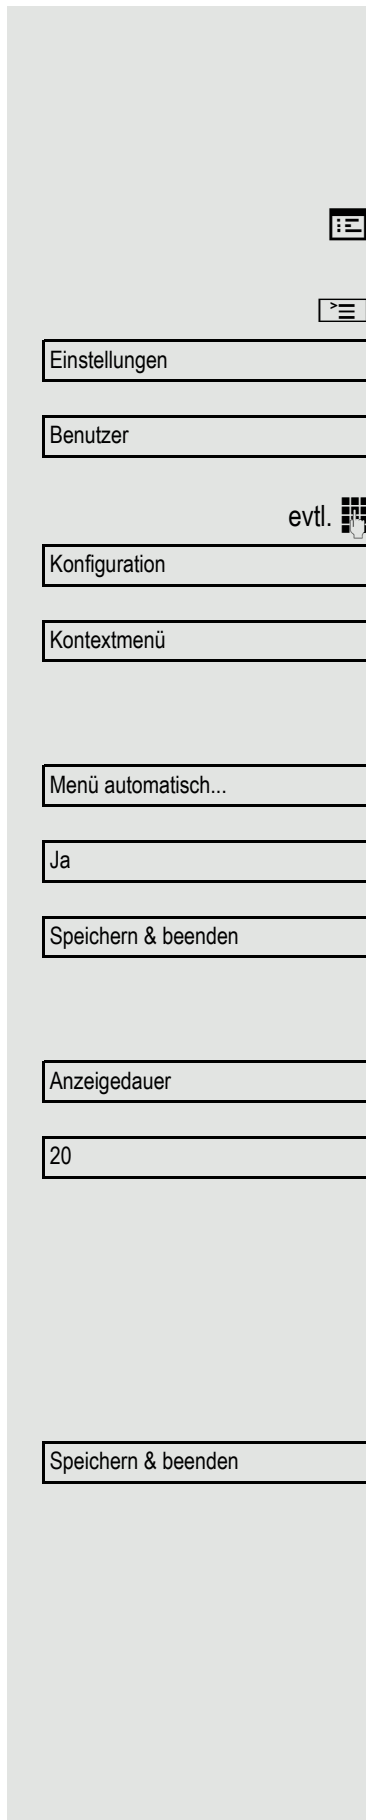 Einstellungen
Benutzer
evtl.
Konfiguration
Kontextmenü
Menü automatisch...
Ja
Speichern & beenden
Anzeigedauer
20
Speichern & beenden